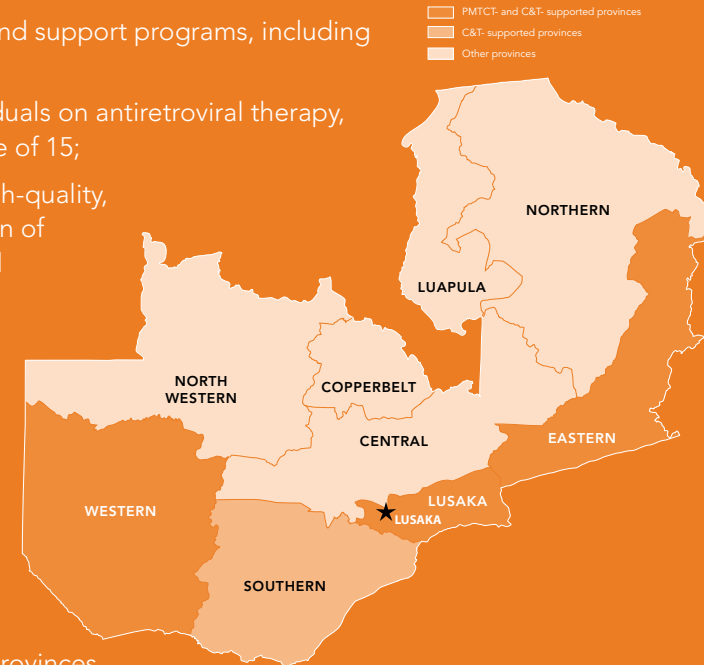 nd support programs, including
duals on antiretroviral therapy,
e of 15;
h-quality,
n of
PMTCT- and C&T- supported provinces
C&T- supported provinces
Other provinces
NORTHERN
LUAPULA
NORTH
WESTERN
COPPERBELT
CENTRAL
EASTERN
WESTERN
LUSAKA
LUSAKA
SOUTHERN
rovinces